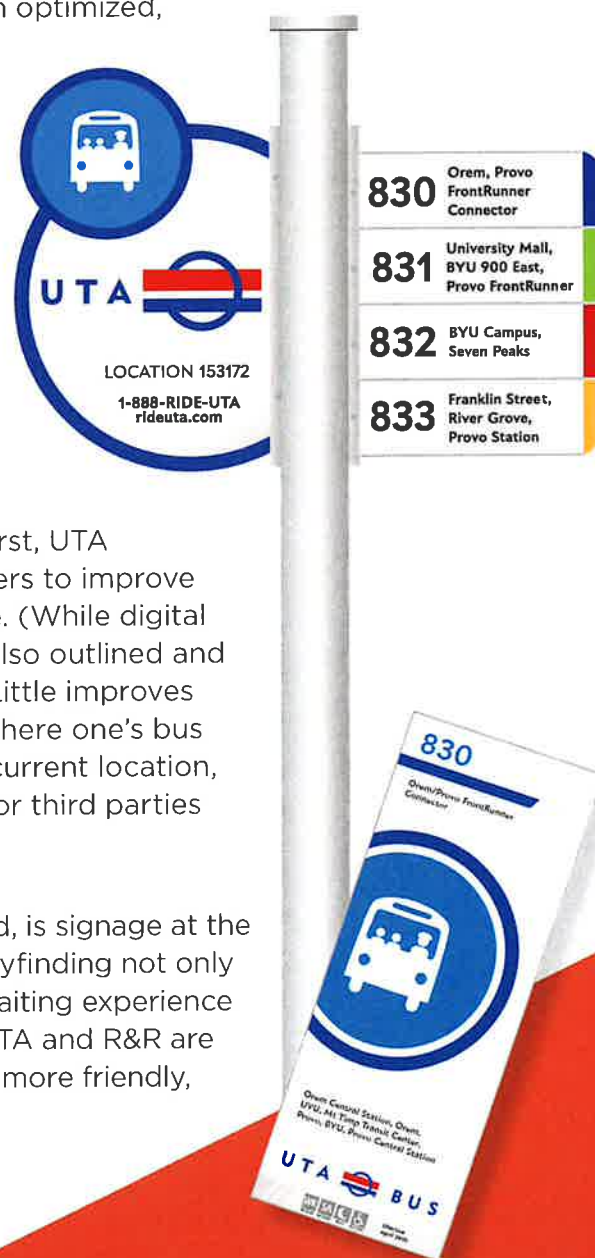 n optimized,
UTA
LOCATION 153172
1-888-RIDE-UTA
rideuta.com
830 Orem, Provo
FrontRunner
Connector
831 University Mall,
BYU 900 East,
Provo FrontRunner
832 BYU Campus,
Seven Peaks
833 Franklin Street,
River Grove,
Provo Station
rst, UTA
ers to improve
e. (While digital
lso outlined and
Little improves
here one's bus
current location,
or third parties
d, is signage at the
yfinding not only
aiting experience
TA and R&R are
more friendly,
830
Orem/Provo FrontRunner
Connector
Orem Central Station, Orem,
UVU, Mt Timp Transit Center,
Provo, BYU, Provo Central Station
UTA BUS
Effective